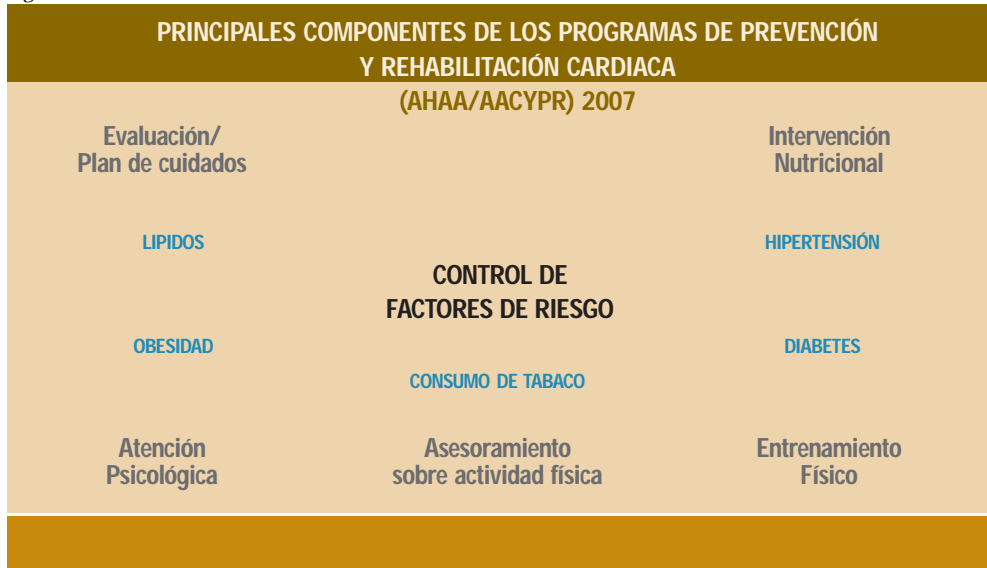 PRINCIPALES COMPONENTES DE LOS PROGRAMAS DE PREVENCIÓN
Y REHABILITACIÓN CARDIACA
(AHAA/AACYPR) 2007
Evaluación/
Plan de cuidados
Intervención
Nutricional
LIPIDOS
HIPERTENSIÓN
CONTROL DE
FACTORES DE RIESGO
OBESIDAD
DIABETES
CONSUMO DE TABACO
Atención
Psicológica
Asesoramiento
sobre actividad física
Entrenamiento
Físico